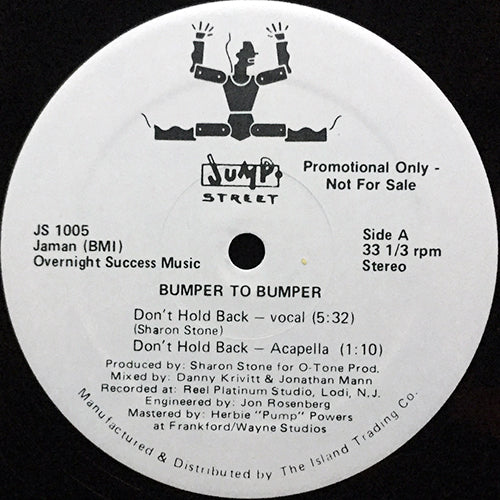 JUMP
STREET
Promotional Only -
Not For Sale
JS 1005
Jaman (BMI)
Overnight Success Music
Side A
33 1/3 rpm
Stereo
BUMPER TO BUMPER
Don't Hold Back – vocal (5:32)
(Sharon Stone)
Don't Hold Back – Acapella (1:10)
Produced by: Sharon Stone for O-Tone Prod.
Mixed by: Danny Krivitt & Jonathan Mann
Recorded at: Reel Platinum Studio, Lodi, N.J.
Engineered by: Jon Rosenberg
Mastered by: Herbie "Pump" Powers
at Frankford/Wayne Studios
Manufactured & Distributed by The Island Trading Co.